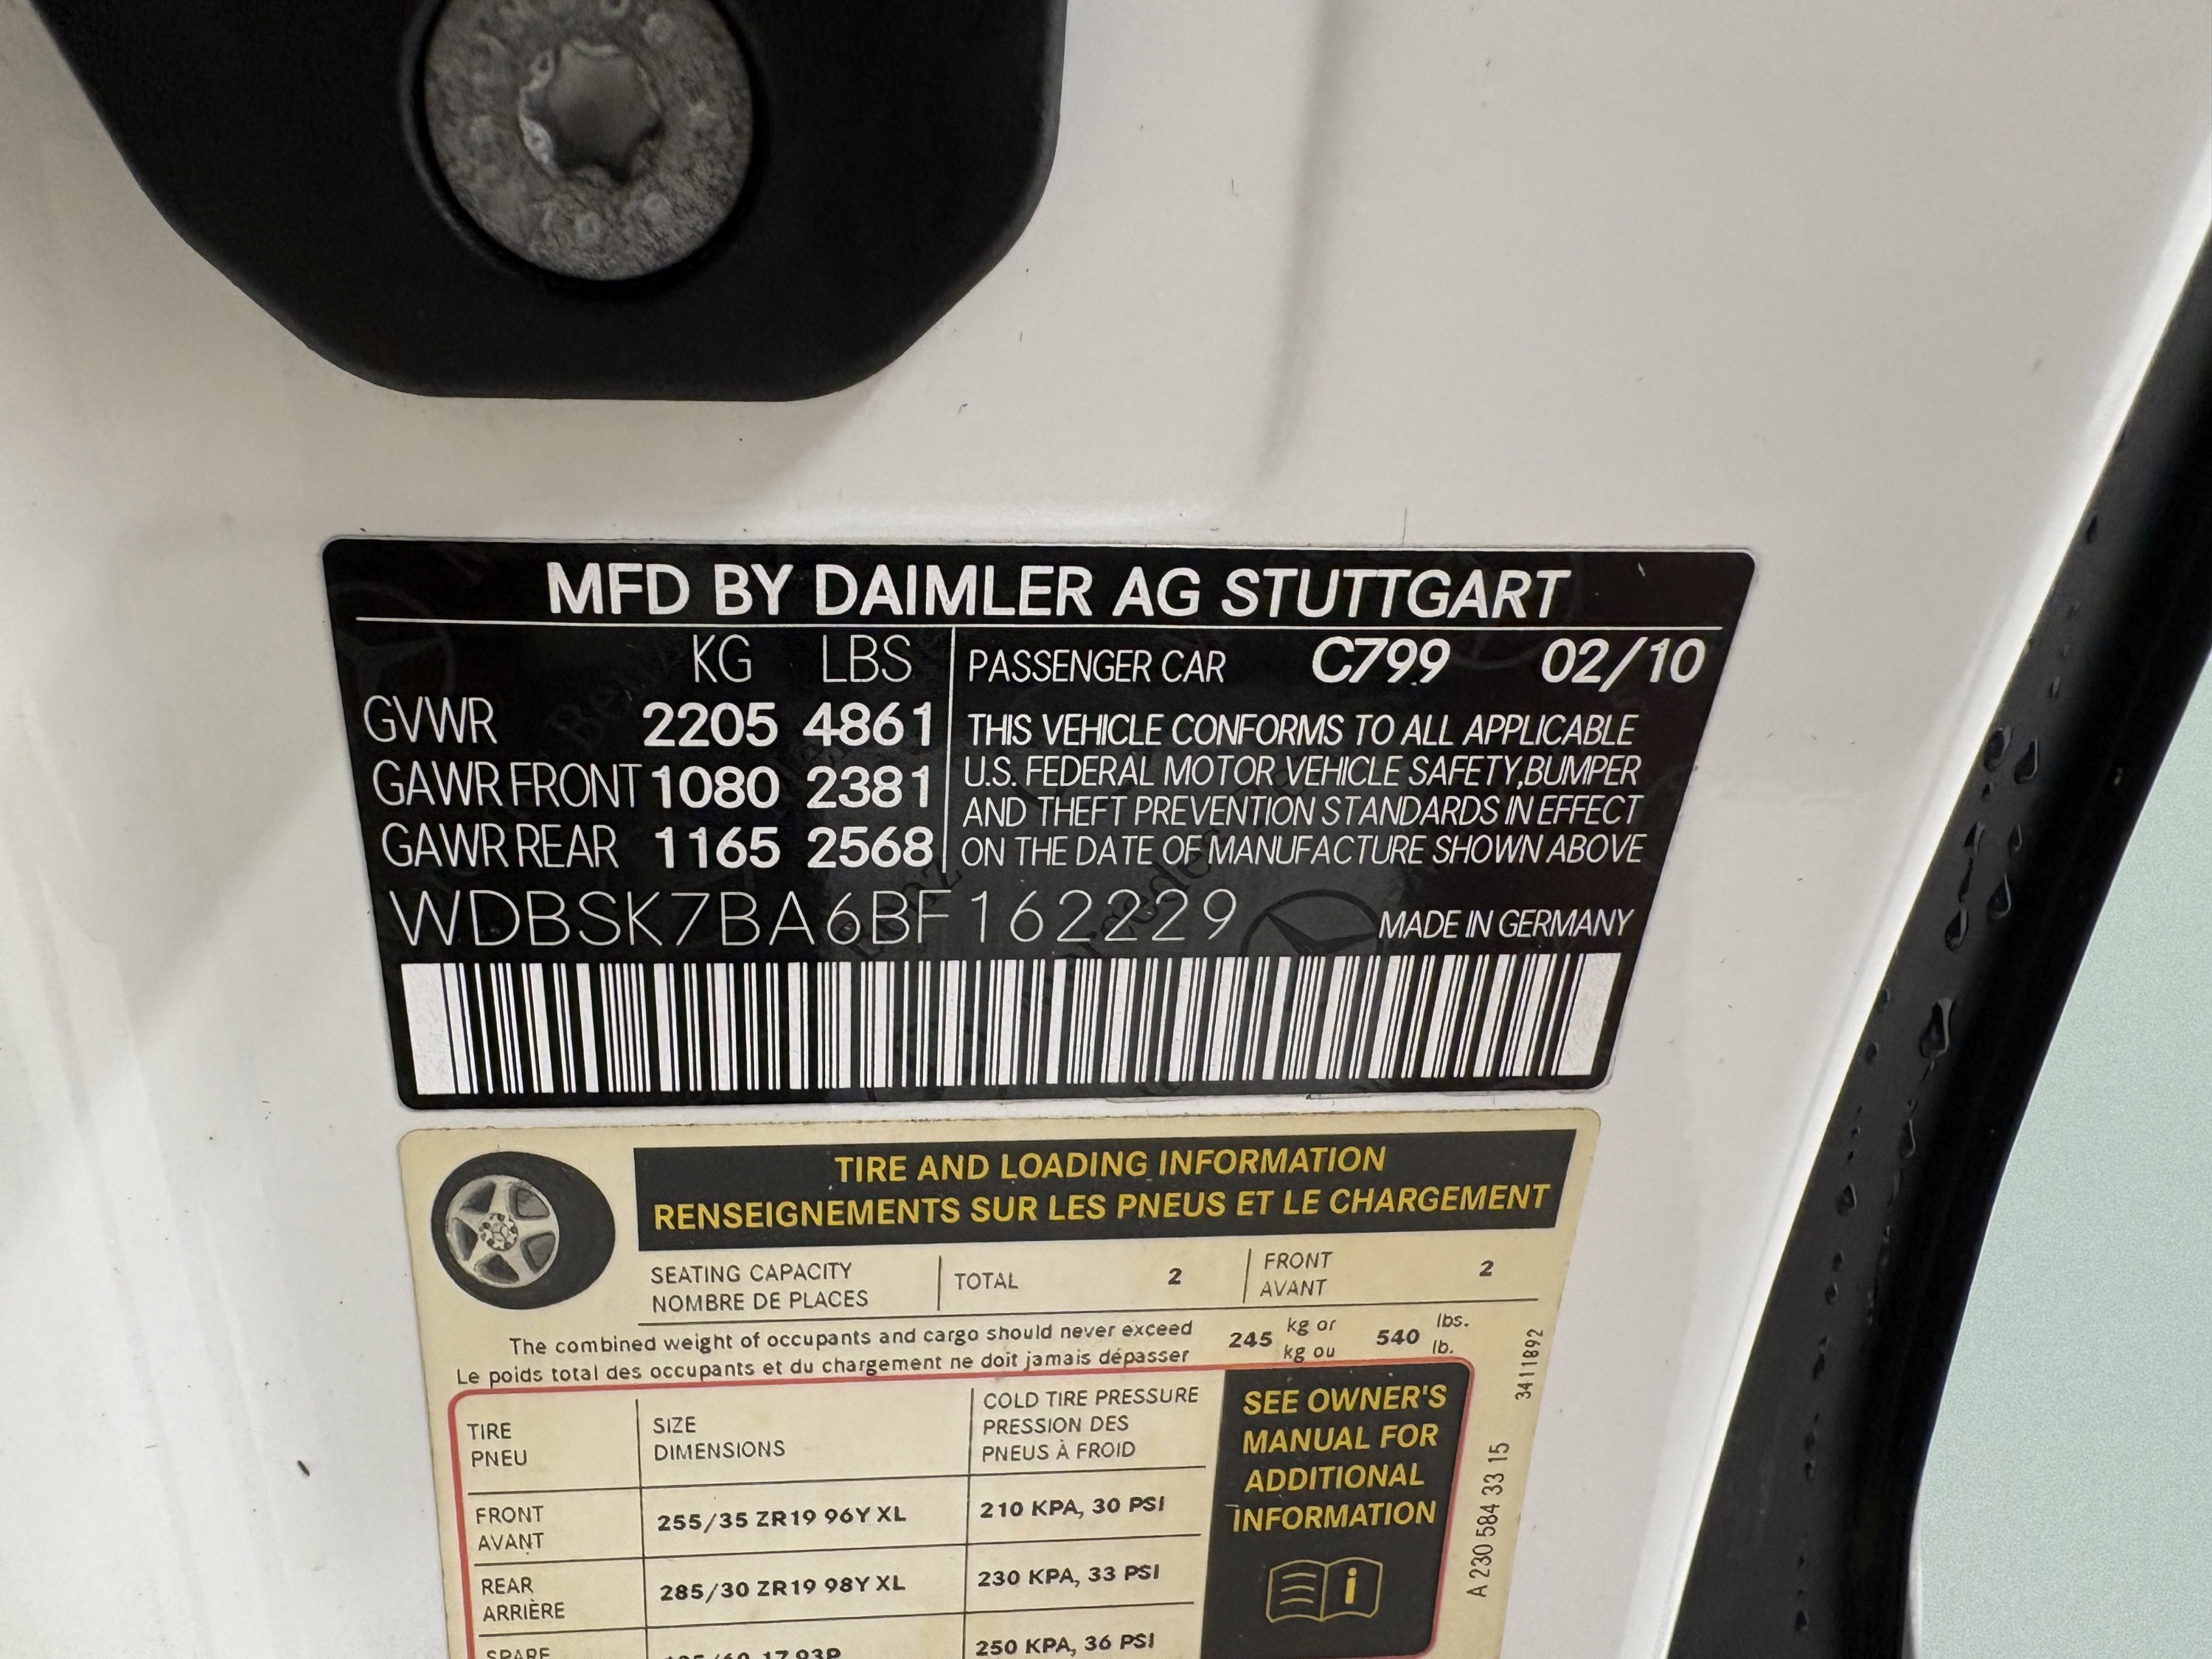 MFD BY DAIMLER AG STUTTGART
KG LBS
GVWR 2205 4861
GAWR FRONT 1080 2381
GAWR REAR 1165 2568
PASSENGER CAR C799 02/10
THIS VEHICLE CONFORMS TO ALL APPLICABLE
U.S. FEDERAL MOTOR VEHICLE SAFETY,BUMPER
AND THEFT PREVENTION STANDARDS IN EFFECT
ON THE DATE OF MANUFACTURE SHOWN ABOVE
WDBSK7BA6BF162229
MADE IN GERMANY
TIRE AND LOADING INFORMATION
RENSEIGNEMENTS SUR LES PNEUS ET LE CHARGEMENT
SEATING CAPACITY
NOMBRE DE PLACES
TOTAL 2
FRONT
AVANT
2
The combined weight of occupants and cargo should never exceed
Le poids total des occupants et du chargement ne doit jamais dépasser
245 kg or
kg ou
540 lbs.
lb.
TIRE
PNEU
SIZE
DIMENSIONS
COLD TIRE PRESSURE
PRESSION DES
PNEUS À FROID
FRONT
AVANT
255/35 ZR19 96Y XL
210 KPA, 30 PSI
REAR
ARRIÈRE
285/30 ZR19 98Y XL
230 KPA, 33 PSI
SPARE
250 KPA, 36 PSI
SEE OWNER'S
MANUAL FOR
ADDITIONAL
INFORMATION
3411892
A 230 584 33 15